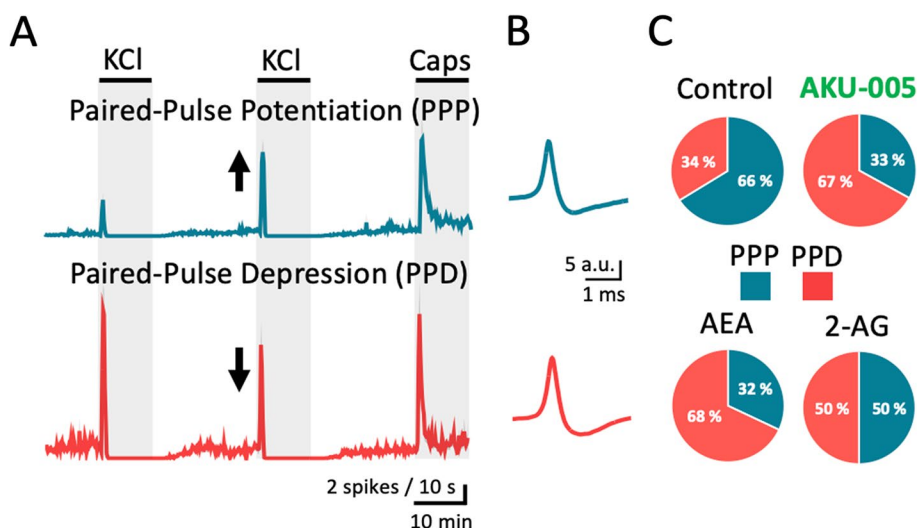 A
KCl
KCl
Caps
Paired-Pulse Potentiation (PPP)
Paired-Pulse Depression (PPD)
2 spikes / 10 s
10 min
B
5 a.u.
1 ms
C
Control
AKU-005
34 %
66 %
67 %
33 %
PPP
PPD
AEA
2-AG
68 %
32 %
50 %
50 %